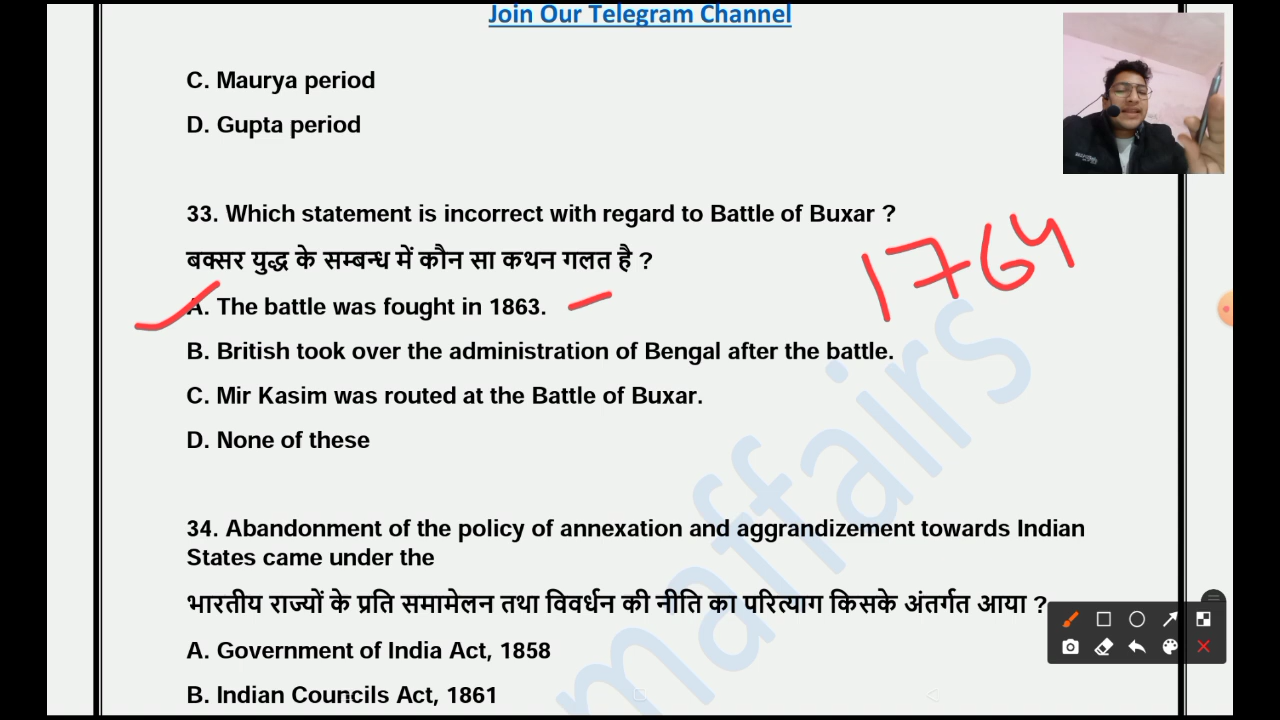 Join Our Telegram Channel
C. Maurya period
D. Gupta period
33. Which statement is incorrect with regard to Battle of Buxar ?
बक्सर युद्ध के सम्बन्ध में कौन सा कथन गलत है ?
1764
A. The battle was fought in 1863.
B. British took over the administration of Bengal after the battle.
C. Mir Kasim was routed at the Battle of Buxar.
D. None of these
34. Abandonment of the policy of annexation and aggrandizement towards Indian
States came under the
भारतीय राज्यों के प्रति समामेलन तथा विवर्धन की नीति का परित्याग किसके अंतर्गत आया ?
A. Government of India Act, 1858
B. Indian Councils Act, 1861
maffairs